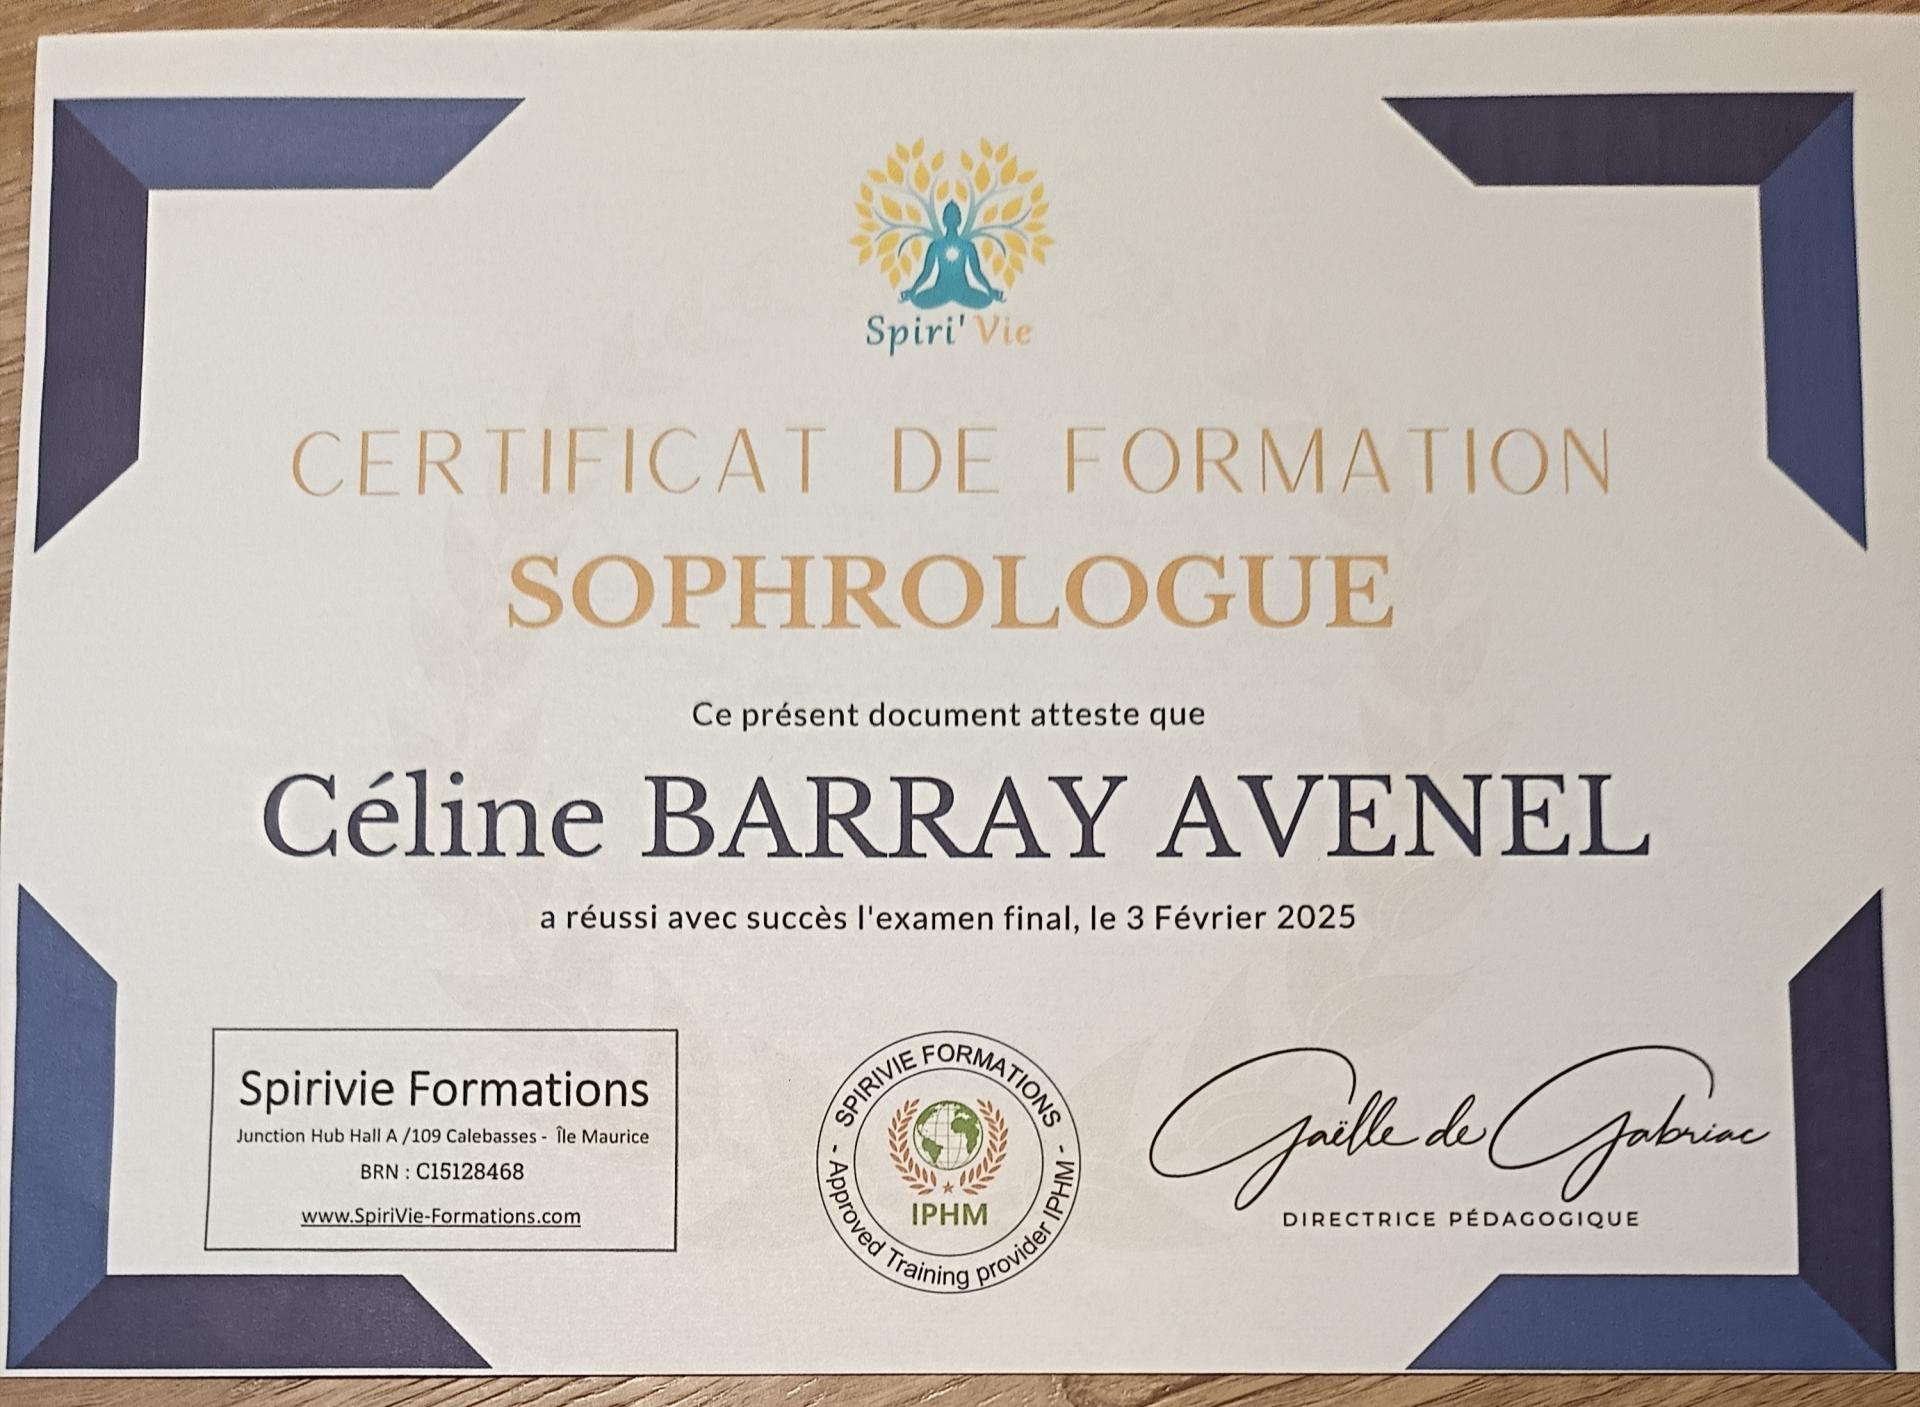 Spiri' Vie
CERTIFICAT DE FORMATION
SOPHROLOGUE
Ce présent document atteste que
Céline BARRAY AVENEL
a réussi avec succès l'examen final, le 3 Février 2025
Spirivie Formations
Junction Hub Hall A /109 Calebasses - Île Maurice
BRN : C15128468
www.SpiriVie-Formations.com
- SPIRIVIE FORMATIONS -
IPHM
Approved Training provider IPHM
Gaëlle de Gabriac
DIRECTRICE PÉDAGOGIQUE